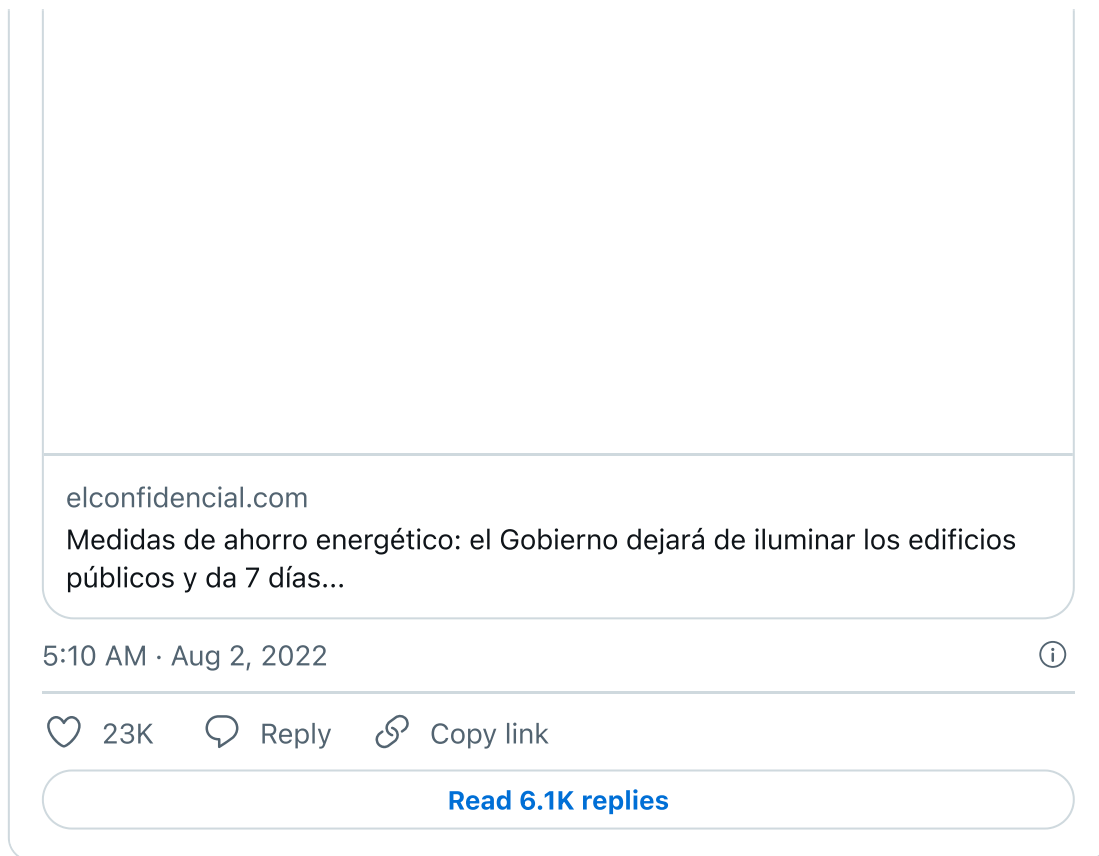 elconfidencial.com
Medidas de ahorro energético: el Gobierno dejará de iluminar los edificios
públicos y da 7 días...
5:10 AM · Aug 2, 2022
23K Reply Copy link
Read 6.1K replies